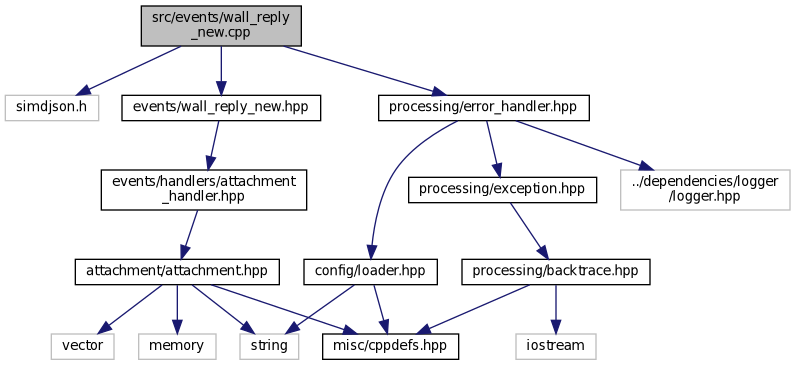 src/events/wall_reply
_new.cpp
simdjson.h
events/wall_reply_new.hpp
processing/error_handler.hpp
events/handlers/attachment
_handler.hpp
processing/exception.hpp
../dependencies/logger
/logger.hpp
attachment/attachment.hpp
config/loader.hpp
processing/backtrace.hpp
vector
memory
string
misc/cppdefs.hpp
iostream